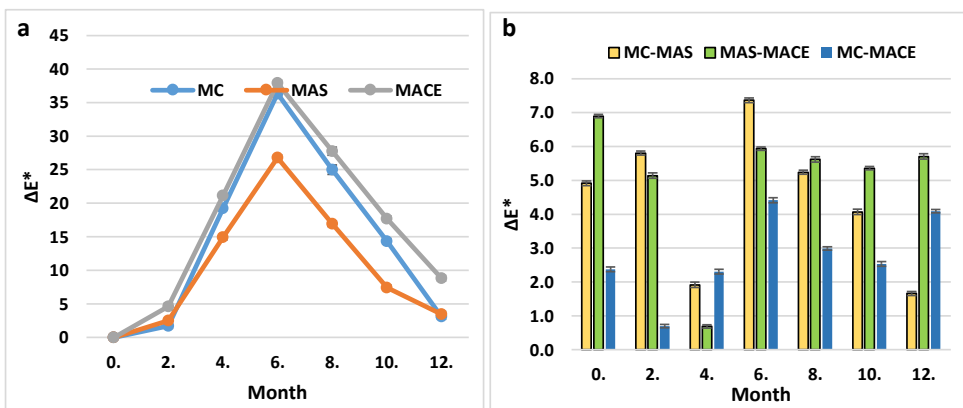 a
45
40
35
30
25
20
15
10
5
0
MC MAS MACE
ΔE*
0. 2. 4. 6. 8. 10. 12.
Month
b
MC-MAS MAS-MACE MC-MACE
8.0
7.0
6.0
5.0
4.0
3.0
2.0
1.0
0.0
ΔE*
0. 2. 4. 6. 8. 10. 12.
Month